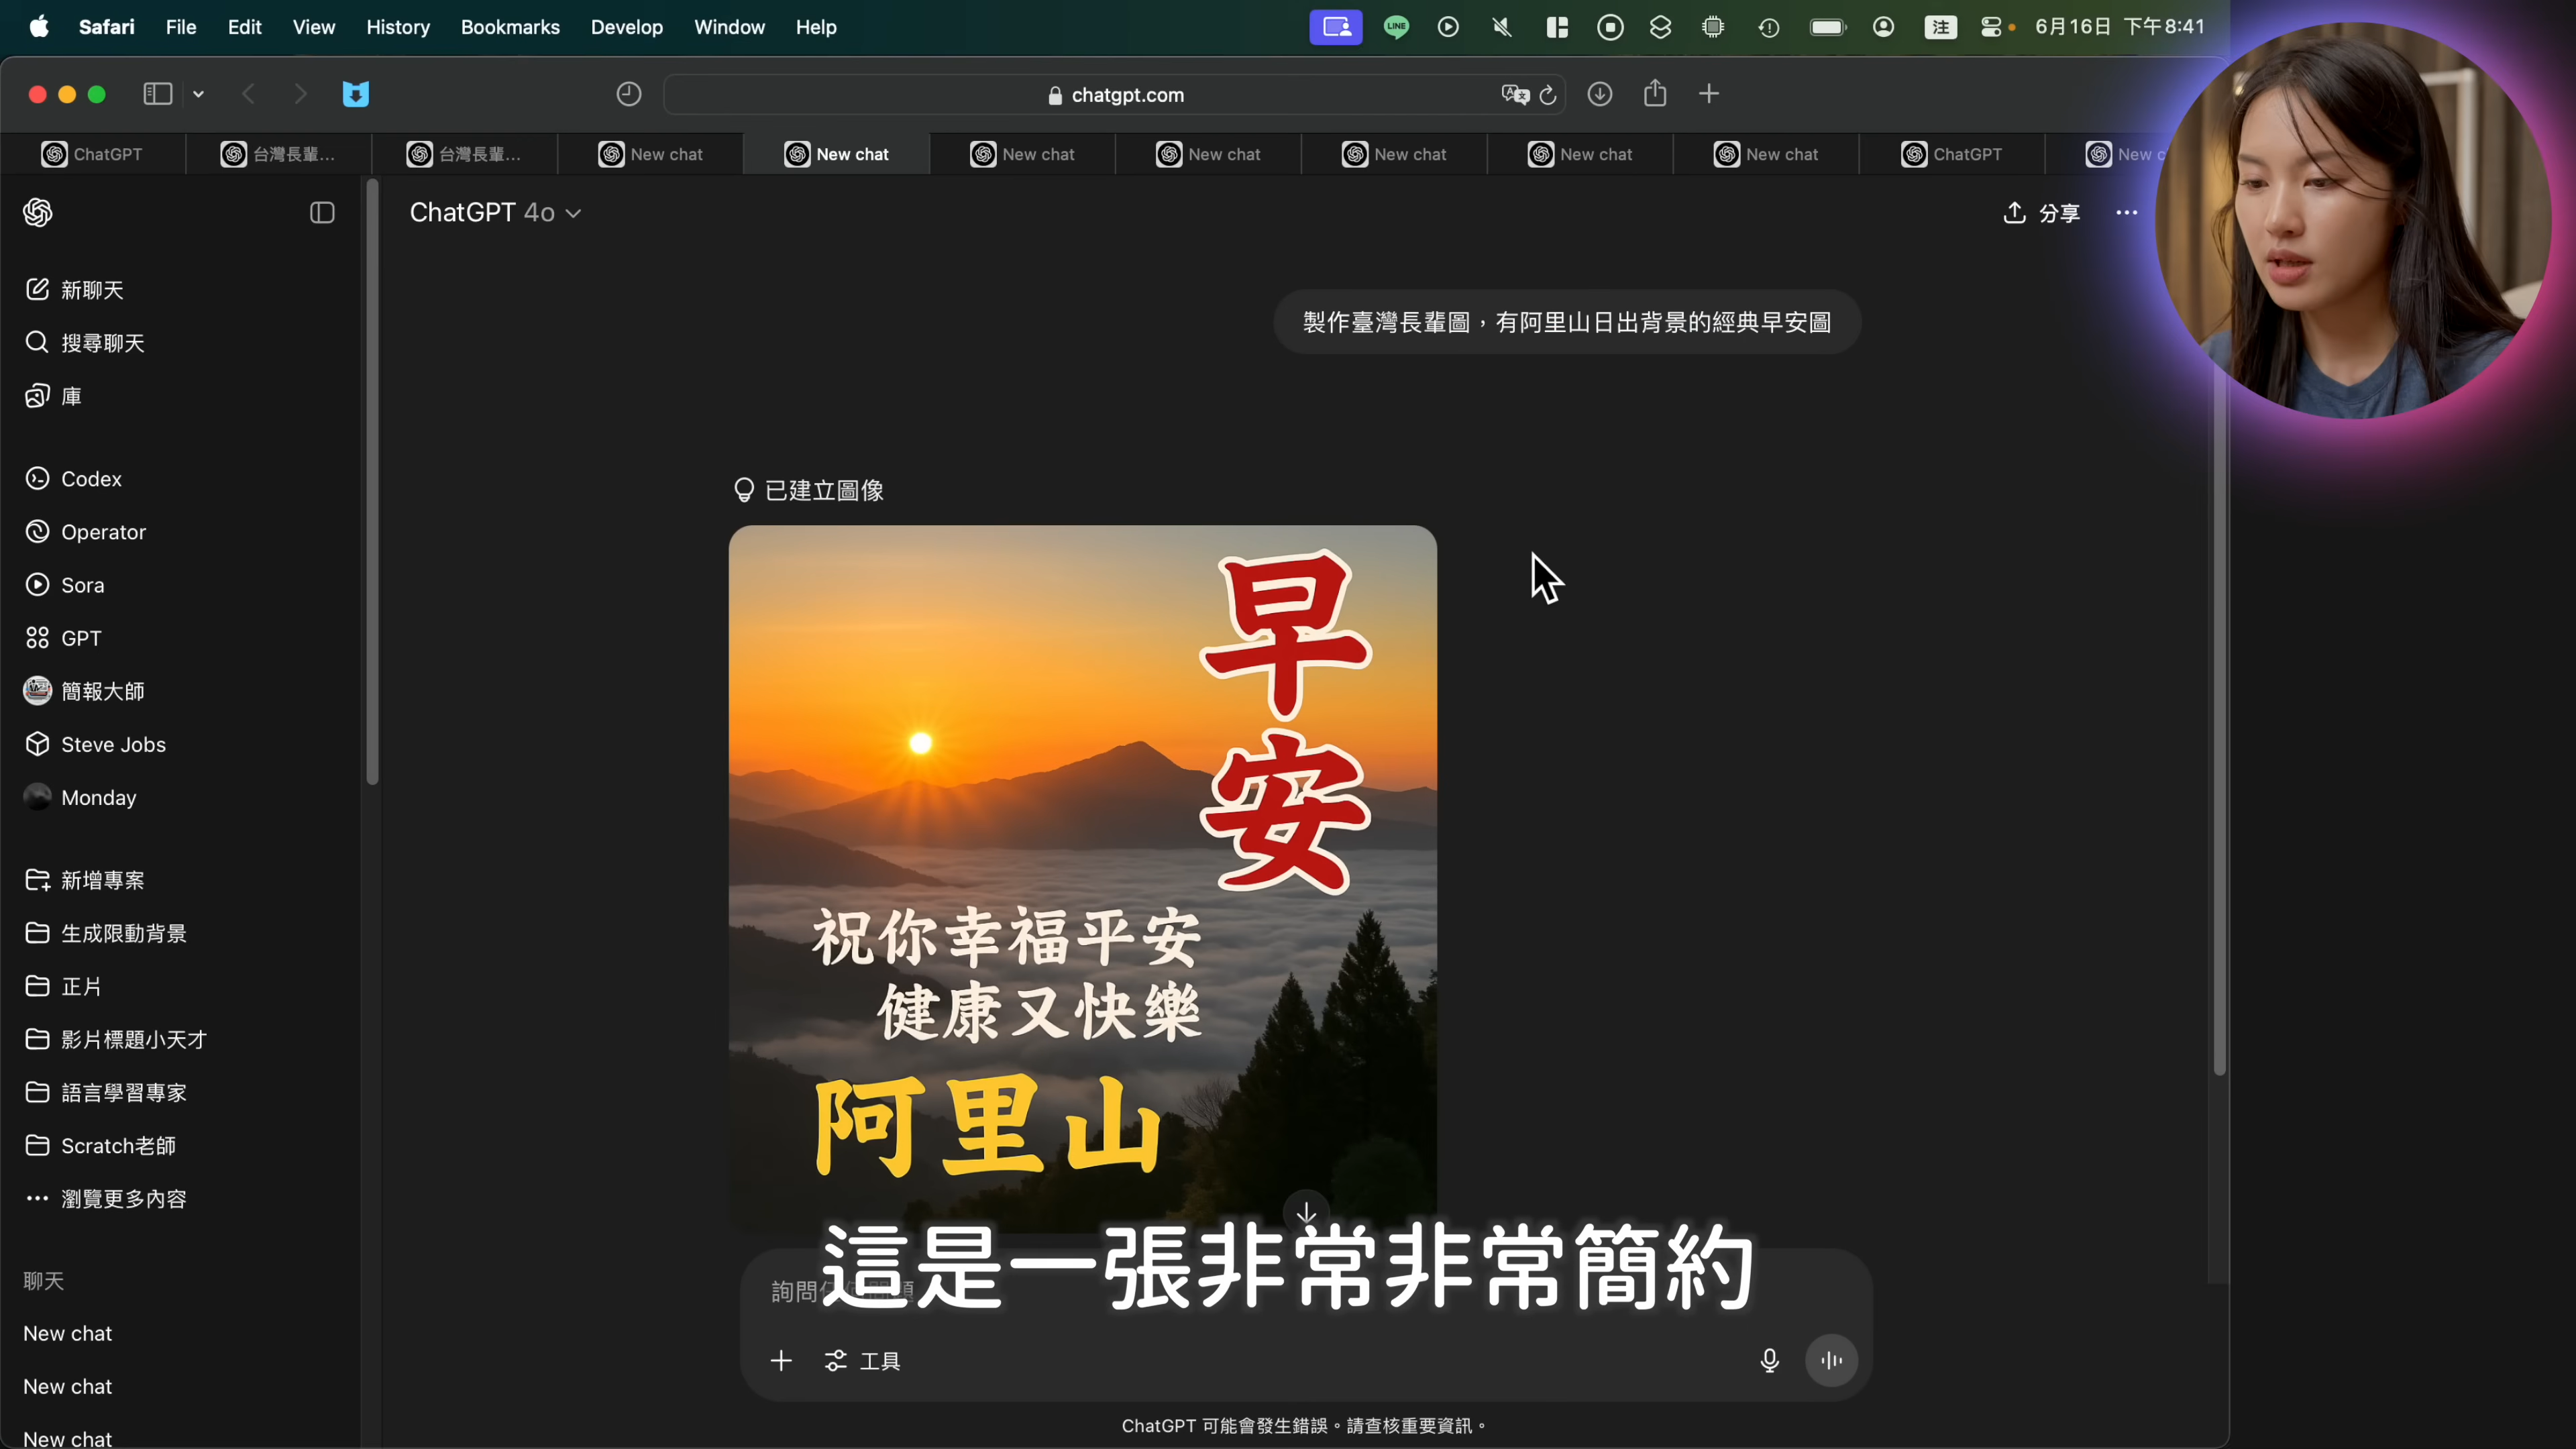 Safari File Edit View History Bookmarks Develop Window Help
LINE
注
6月16日 下午8:41
chatgpt.com
ChatGPT
台灣長輩...
台灣長輩...
New chat
New chat
New chat
New chat
New chat
New chat
New chat
ChatGPT
New c
ChatGPT 4o
分享
新聊天
搜尋聊天
庫
Codex
Operator
Sora
GPT
簡報大師
Steve Jobs
Monday
新增專案
生成限動背景
正片
影片標題小天才
語言學習專家
Scratch老師
瀏覽更多內容
聊天
New chat
New chat
New chat
製作臺灣長輩圖，有阿里山日出背景的經典早安圖
已建立圖像
早安
祝你幸福平安
健康又快樂
阿里山
這是一張非常非常簡約
詢問
工具
ChatGPT 可能會發生錯誤。請查核重要資訊。